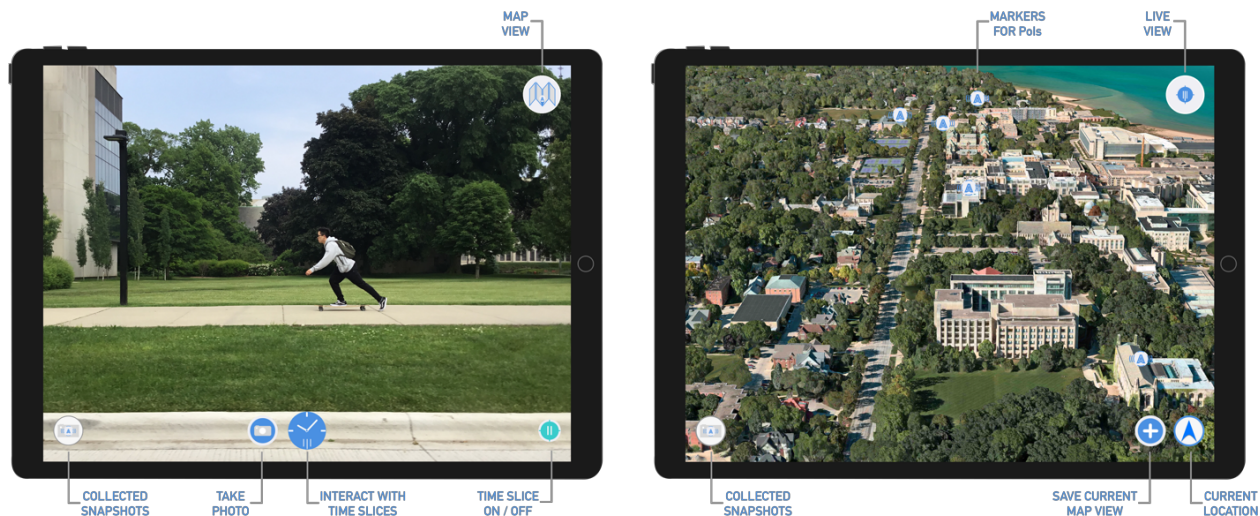 MAP
VIEW
MARKERS
FOR PoIs
LIVE
VIEW
COLLECTED
SNAPSHOTS
TAKE
PHOTO
INTERACT WITH
TIME SLICES
TIME SLICE
ON / OFF
COLLECTED
SNAPSHOTS
SAVE CURRENT
MAP VIEW
CURRENT
LOCATION